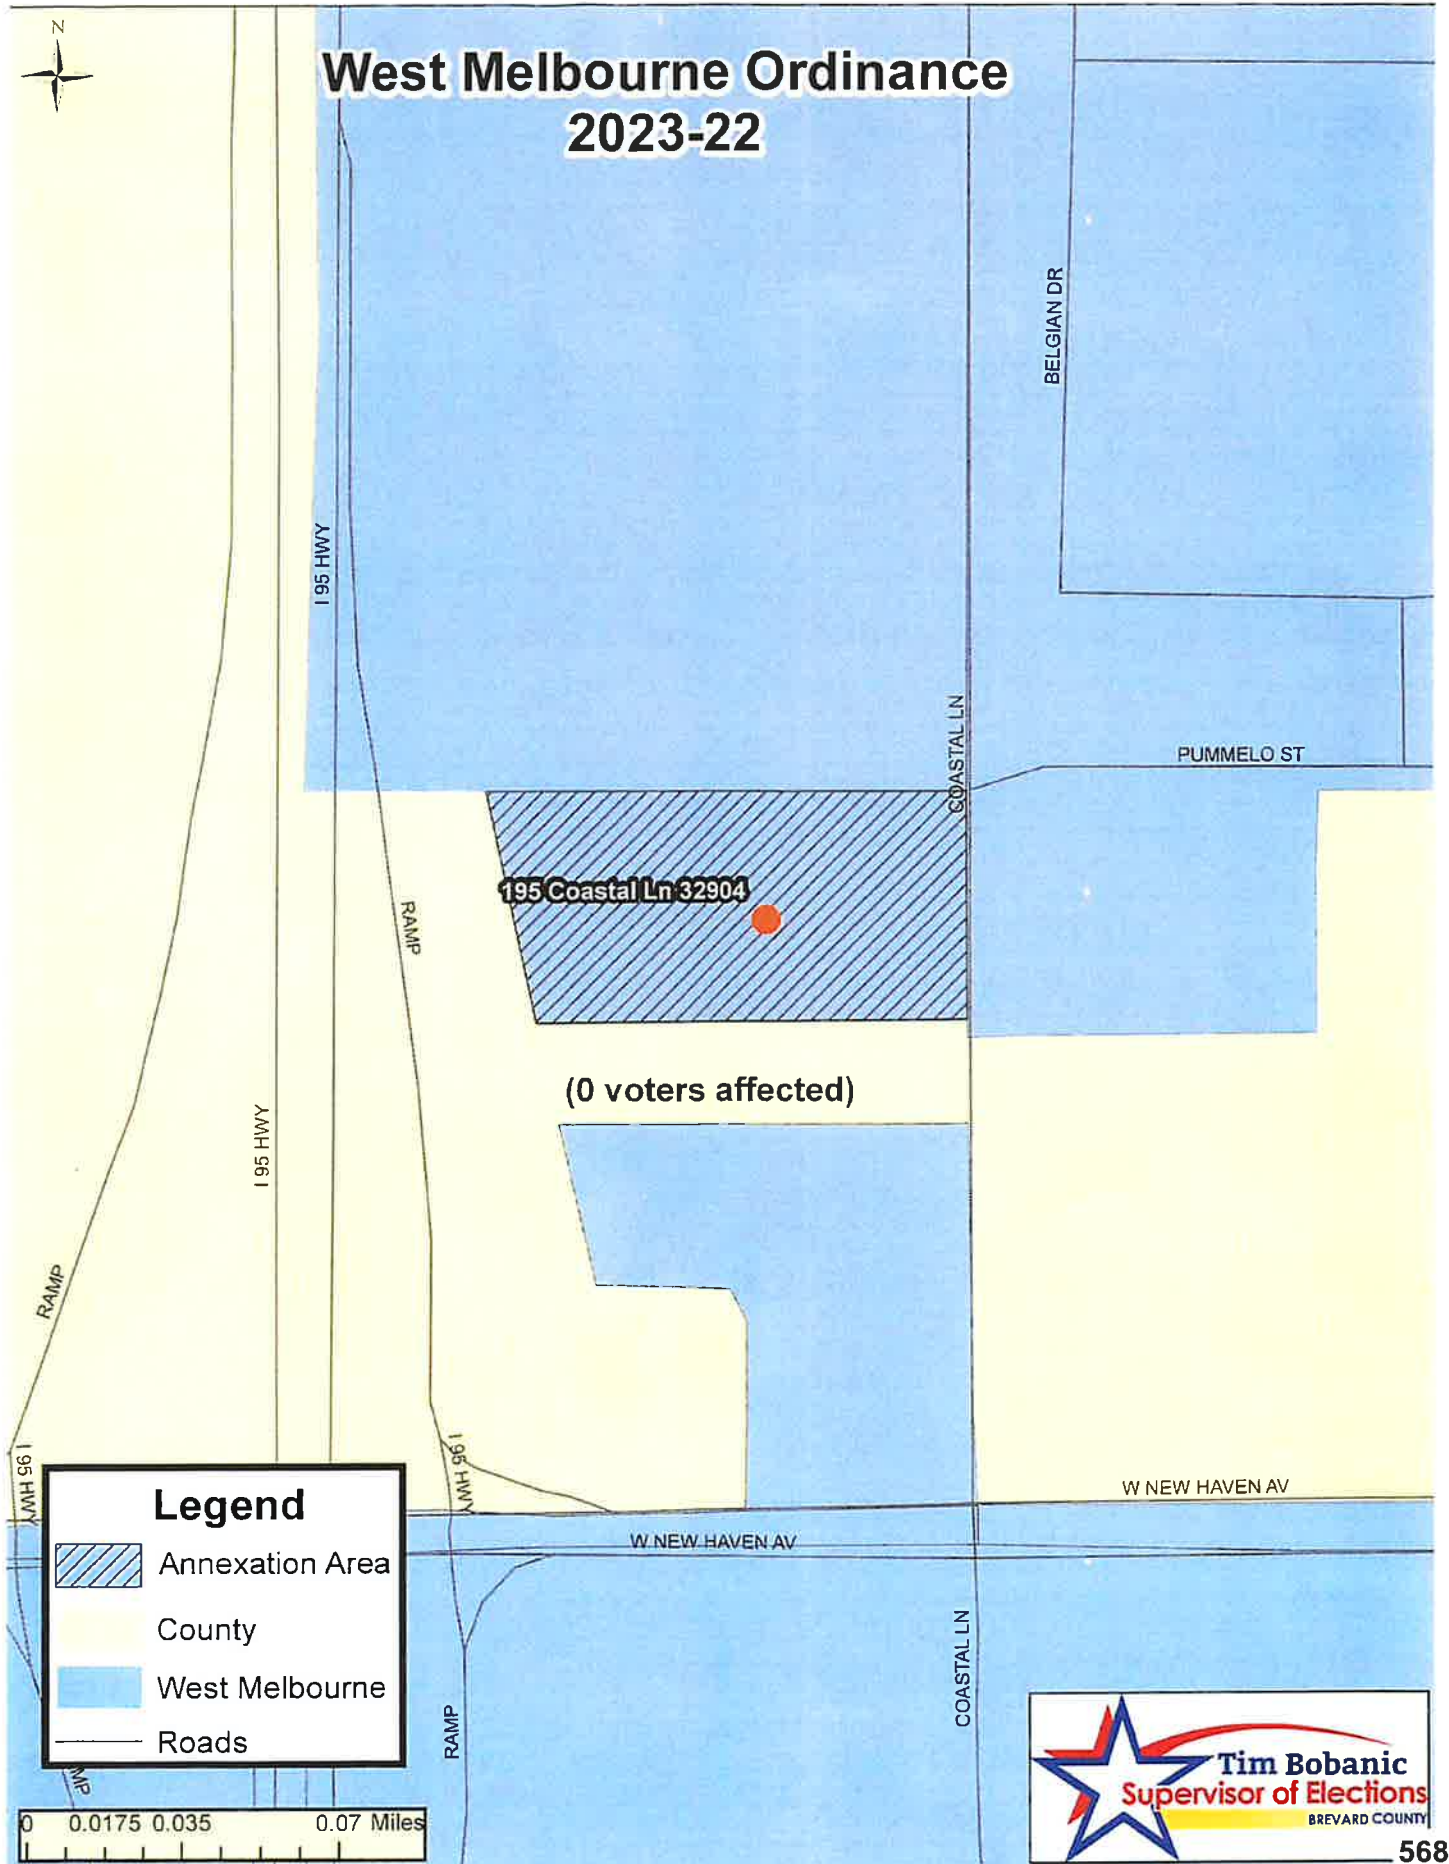 N
West Melbourne Ordinance
2023-22
BELGIAN DR
I 95 HWY
COASTAL LN
PUMMELO ST
195 Coastal Ln 32904
RAMP
(0 voters affected)
I 95 HWY
RAMP
I 95 HWY
I 95 HWY
W NEW HAVEN AV
W NEW HAVEN AV
Legend
Annexation Area
County
West Melbourne
Roads
COASTAL LN
RAMP
MP
0 0.0175 0.035 0.07 Miles
Tim Bobanic
Supervisor of Elections
BREVARD COUNTY
568